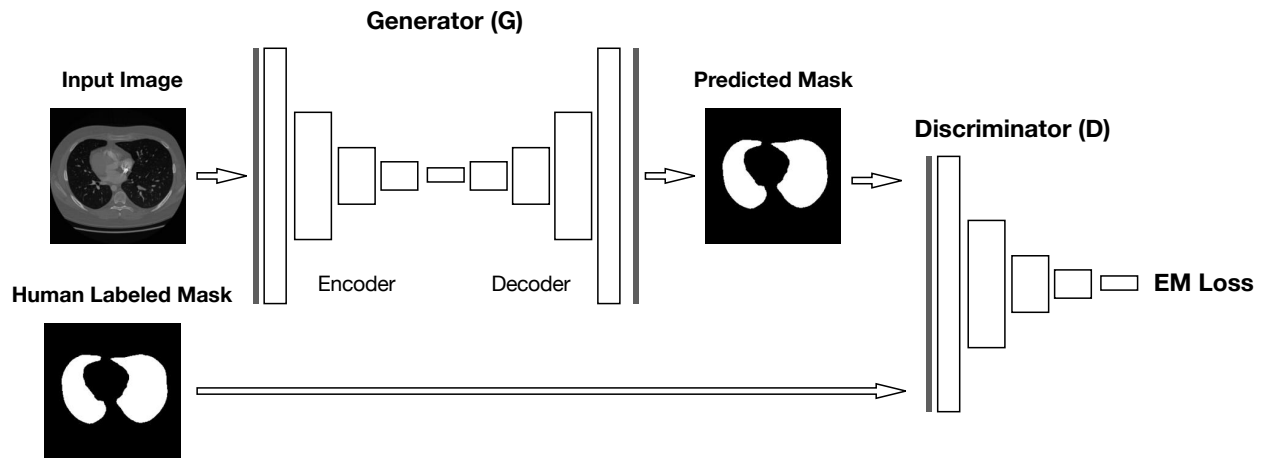 Generator (G)
Input Image
Predicted Mask
Discriminator (D)
Encoder
Decoder
Human Labeled Mask
EM Loss